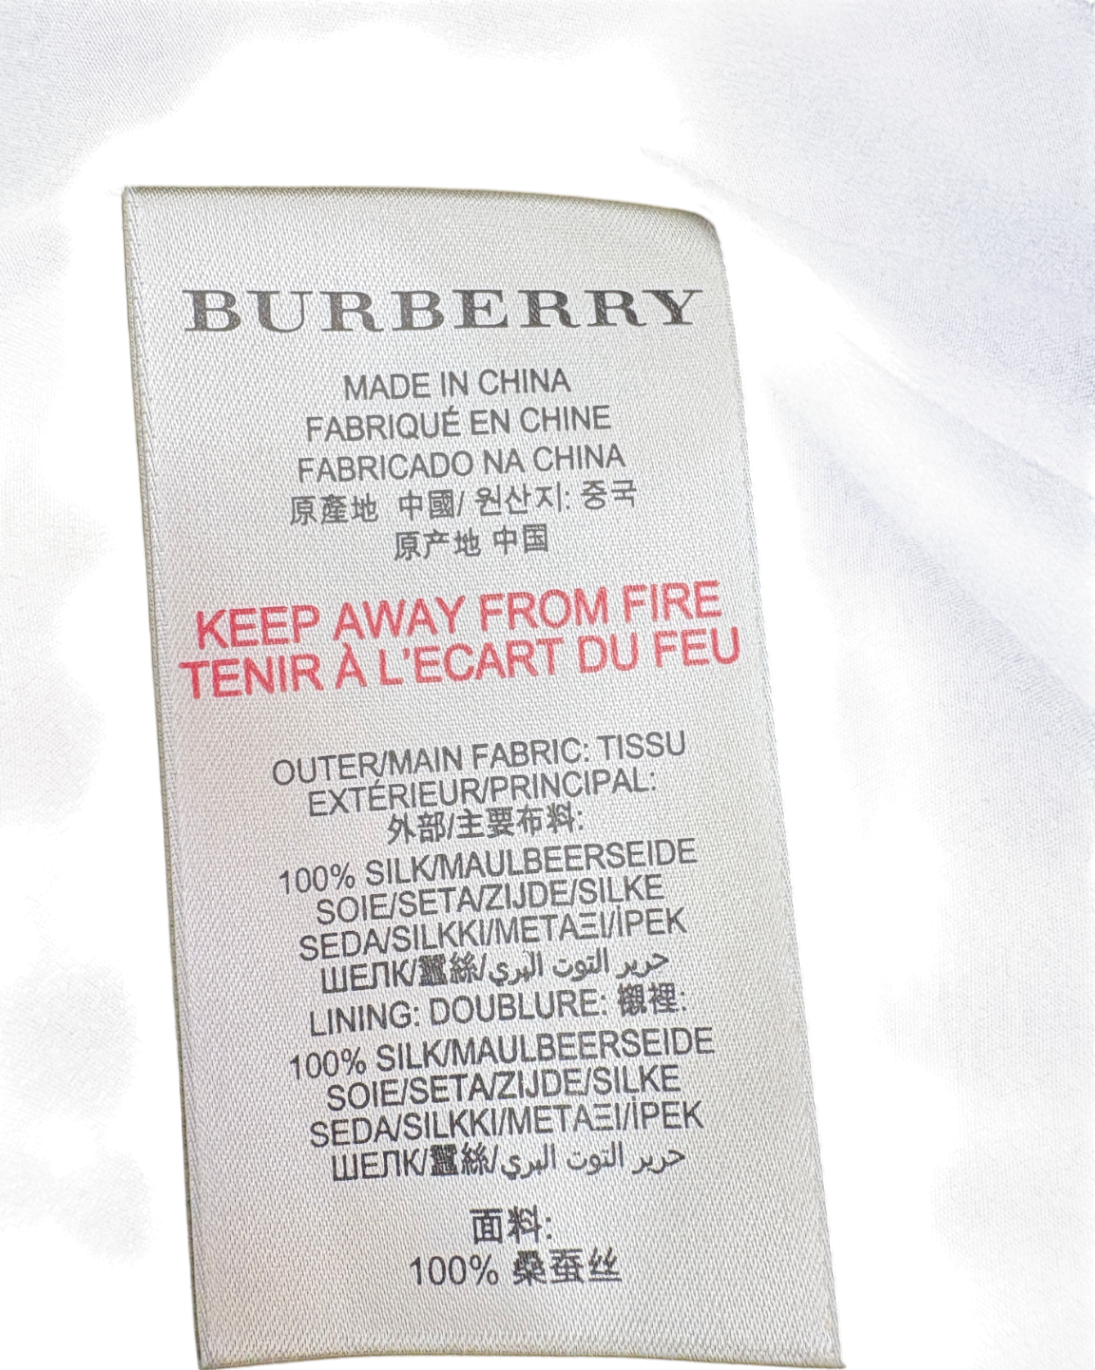 BURBERRY
MADE IN CHINA
FABRIQUÉ EN CHINE
FABRICADO NA CHINA
原產地 中國/ 원산지: 중국
原产地 中国
KEEP AWAY FROM FIRE
TENIR À L'ECART DU FEU
OUTER/MAIN FABRIC: TISSU
EXTÉRIEUR/PRINCIPAL:
外部/主要布料:
100% SILK/MAULBEERSEIDE
SOIE/SETA/ZIJDE/SILKE
SEDA/SILKKI/ΜΕΤΑΞΙ/İPEK
ШЕЛК/蠶絲/حرير التوت البري
LINING: DOUBLURE: 襯裡:
100% SILK/MAULBEERSEIDE
SOIE/SETA/ZIJDE/SILKE
SEDA/SILKKI/ΜΕΤΑΞΙ/İPEK
ШЕЛК/蠶絲/حرير التوت البري
面料:
100% 桑蚕丝